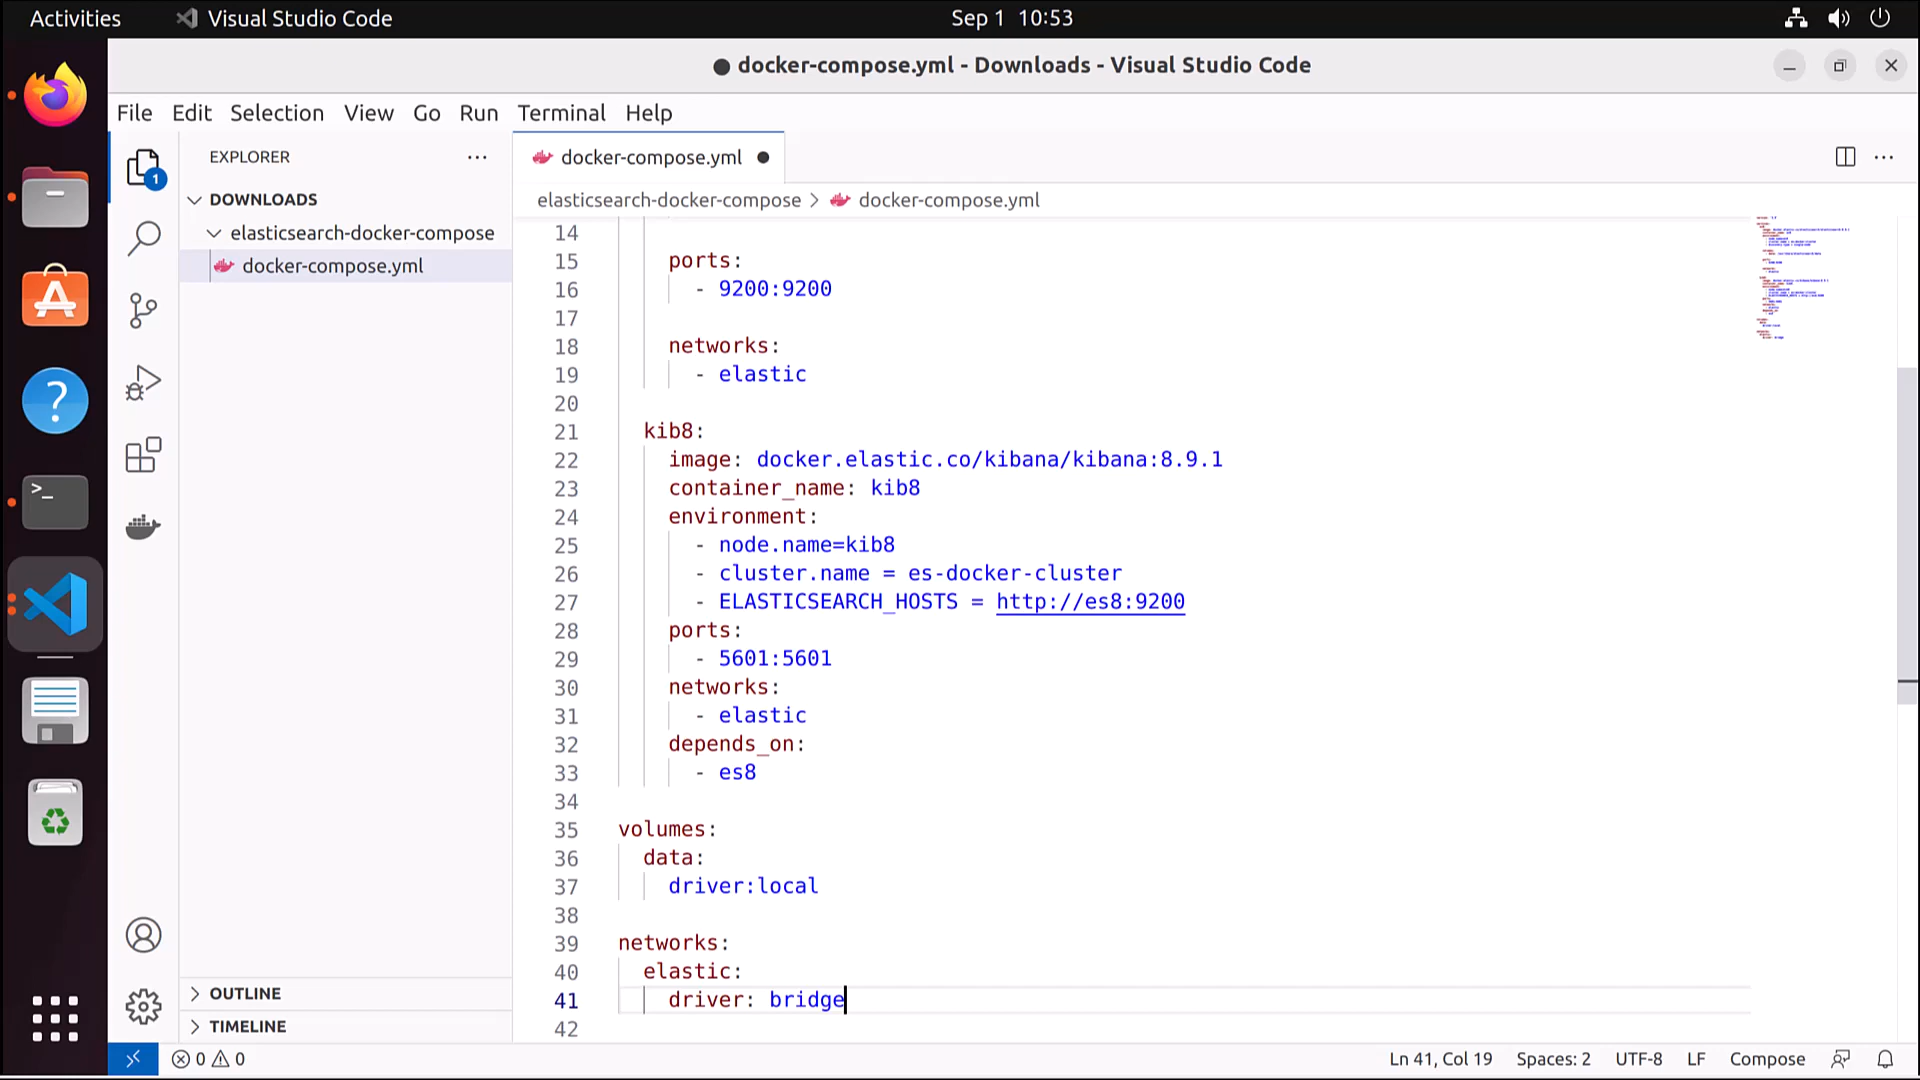 Activities
Visual Studio Code
Sep 1 10:53
docker-compose.yml - Downloads - Visual Studio Code
File Edit Selection View Go Run Terminal Help
EXPLORER
docker-compose.yml
1
DOWNLOADS
elasticsearch-docker-compose
docker-compose.yml
elasticsearch-docker-compose > docker-compose.yml
14
15 ports:
16 - 9200:9200
17
18 networks:
19 - elastic
20
21 kib8:
22 image: docker.elastic.co/kibana/kibana:8.9.1
23 container_name: kib8
24 environment:
25 - node.name=kib8
26 - cluster.name = es-docker-cluster
27 - ELASTICSEARCH_HOSTS = http://es8:9200
28 ports:
29 - 5601:5601
30 networks:
31 - elastic
32 depends_on:
33 - es8
34
35 volumes:
36 data:
37 driver:local
38
39 networks:
40 elastic:
41 driver: bridge
42
OUTLINE
TIMELINE
0 0
Ln 41, Col 19 Spaces: 2 UTF-8 LF Compose